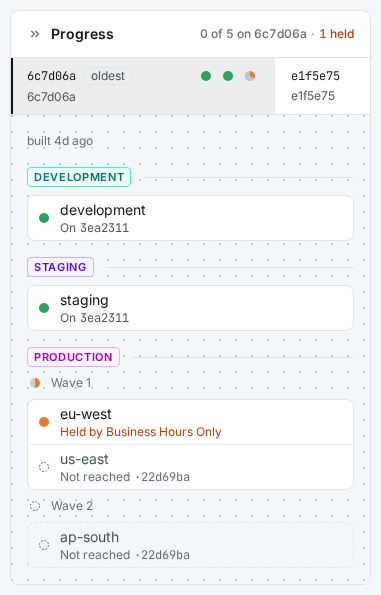 » Progress 0 of 5 on 6c7d06a · 1 held
6c7d06a oldest e1f5e75
6c7d06a e1f5e75
built 4d ago
DEVELOPMENT
development
On 3ea2311
STAGING
staging
On 3ea2311
PRODUCTION
Wave 1
eu-west
Held by Business Hours Only
us-east
Not reached · 22d69ba
Wave 2
ap-south
Not reached · 22d69ba